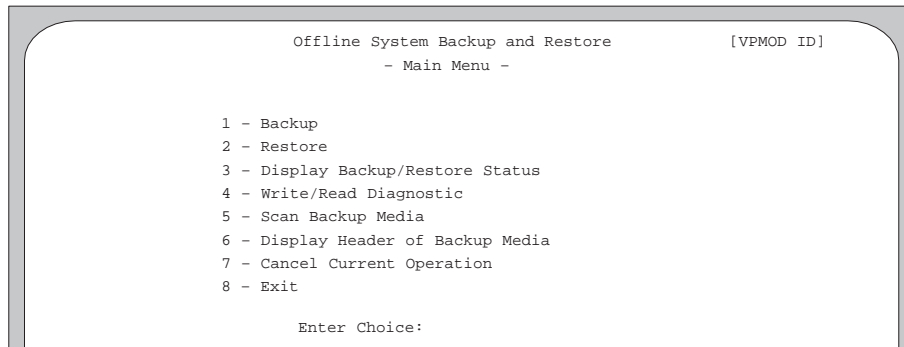 Offline System Backup and Restore [VPMOD ID]
– Main Menu –
1 – Backup
2 – Restore
3 – Display Backup/Restore Status
4 – Write/Read Diagnostic
5 – Scan Backup Media
6 – Display Header of Backup Media
7 – Cancel Current Operation
8 – Exit
Enter Choice: